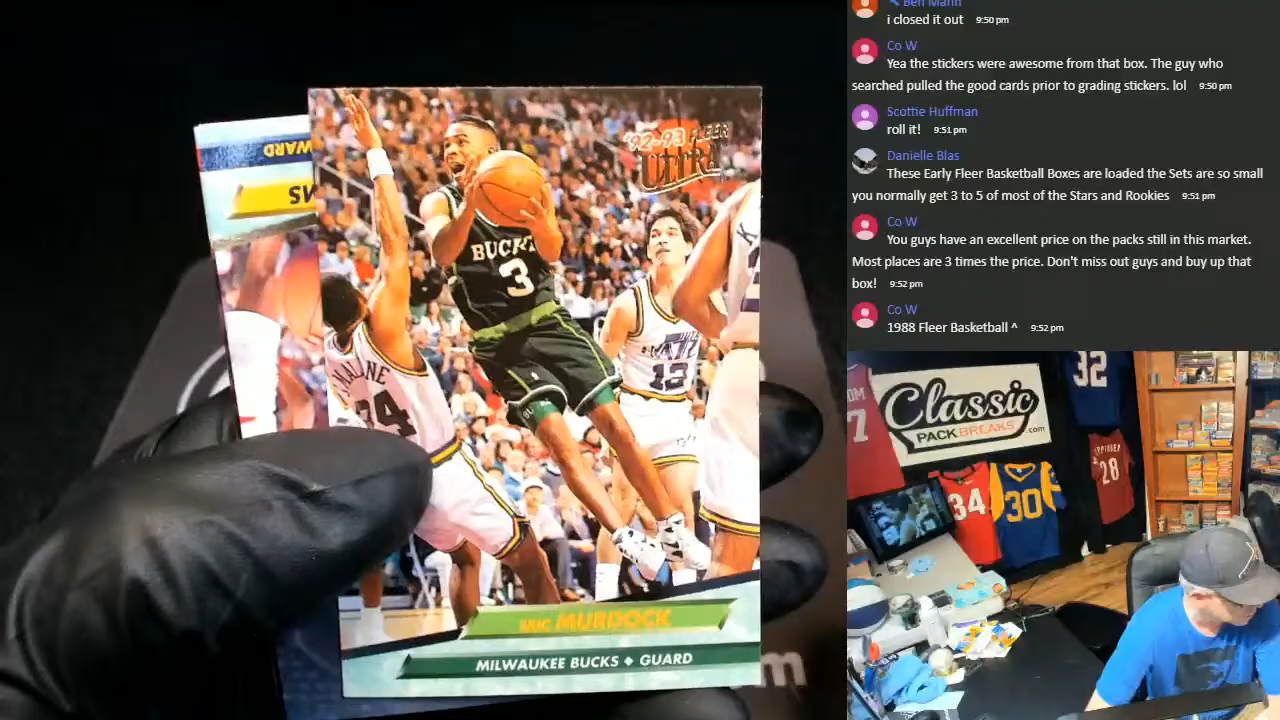 '92-93 FLEER
ULTRA
BUCKS
3
MALONE
13
ERIC MURDOCK
MILWAUKEE BUCKS ♦ GUARD
WARD
Ben Mann
i closed it out 9:50 pm
Co W
Yea the stickers were awesome from that box. The guy who
searched pulled the good cards prior to grading stickers. lol 9:50 pm
Scottie Huffman
roll it! 9:51 pm
Danielle Blas
These Early Fleer Basketball Boxes are loaded the Sets are so small
you normally get 3 to 5 of most of the Stars and Rookies 9:51 pm
Co W
You guys have an excellent price on the packs still in this market.
Most places are 3 times the price. Don't miss out guys and buy up that
box! 9:52 pm
Co W
1988 Fleer Basketball ^ 9:52 pm
Classic
PACK BREAKS.com
32
7
34
30
28